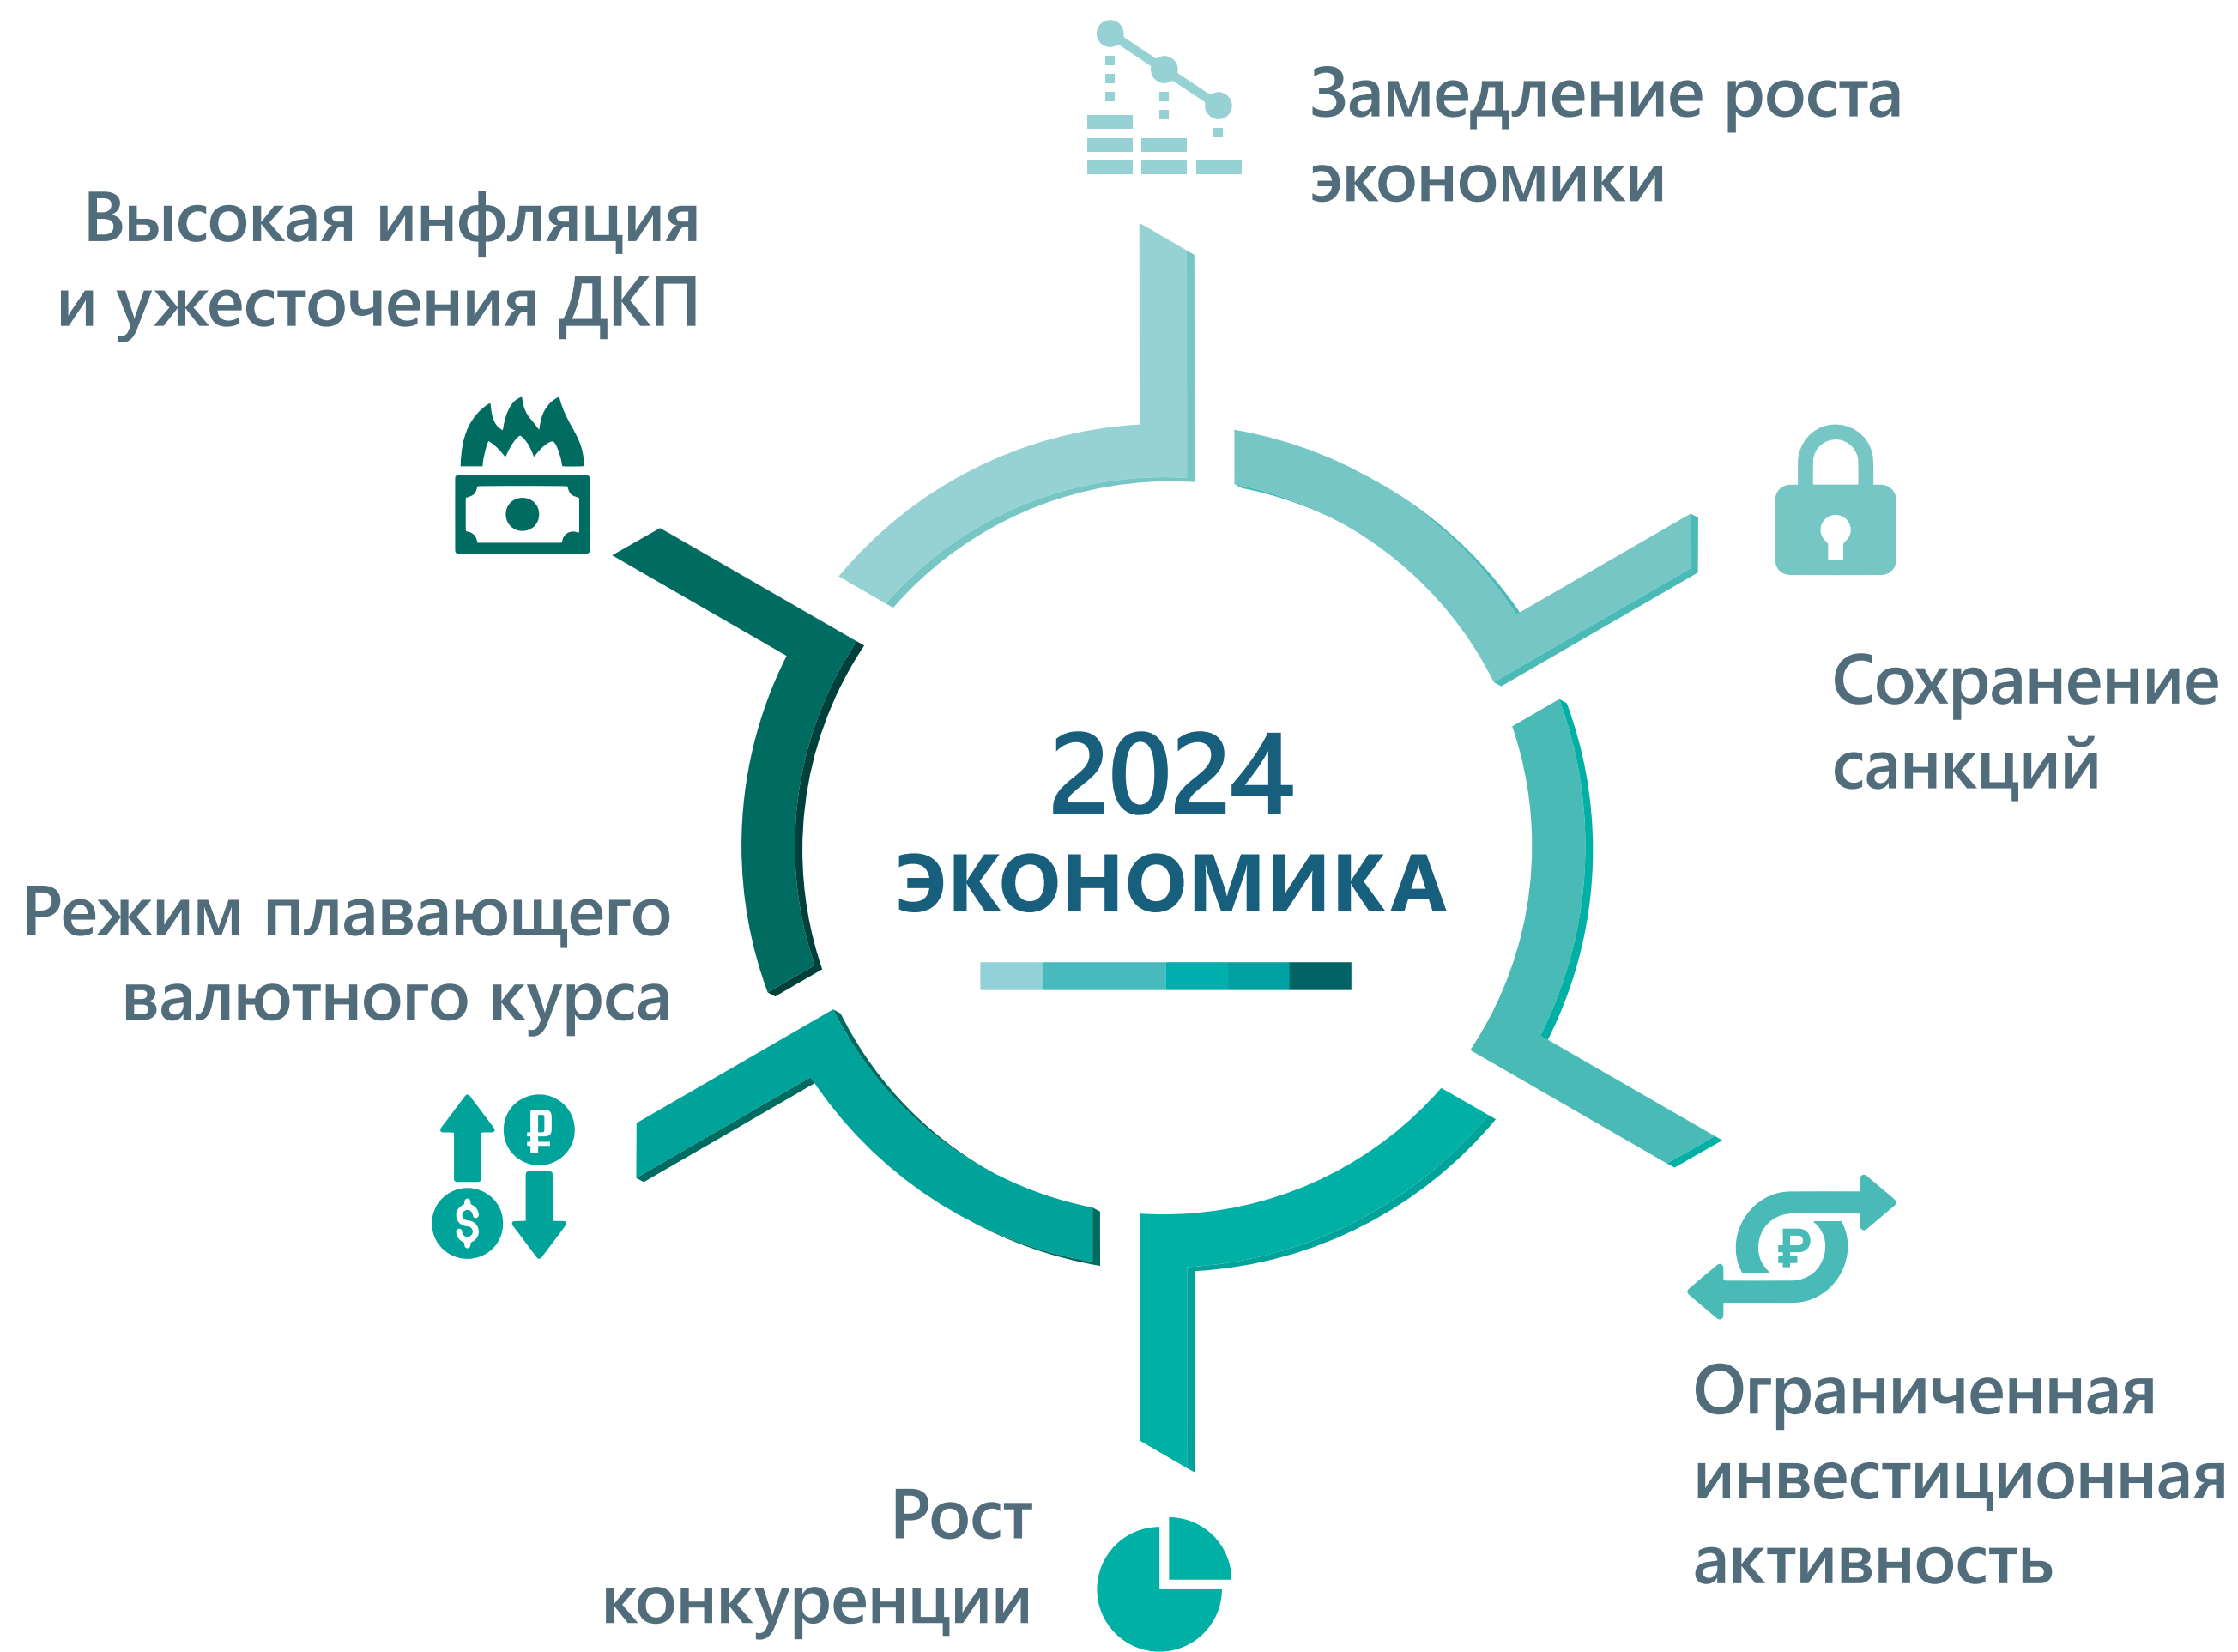 Замедление роста
экономики
Высокая инфляция
и ужесточения ДКП
Сохранение
санкций
2024
ЭКОНОМИКА
Режим плавающего
валютного курса
Ограниченная
инвестиционная
активность
Рост
конкуренции